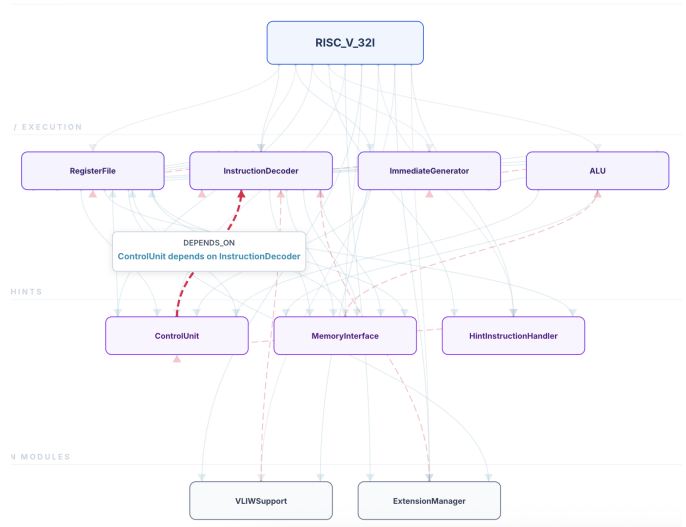 RISC_V_32I
/ EXECUTION
RegisterFile
InstructionDecoder
ImmediateGenerator
ALU
DEPENDS_ON
ControlUnit depends on InstructionDecoder
HINTS
ControlUnit
MemoryInterface
HintInstructionHandler
N MODULES
VLIWSupport
ExtensionManager